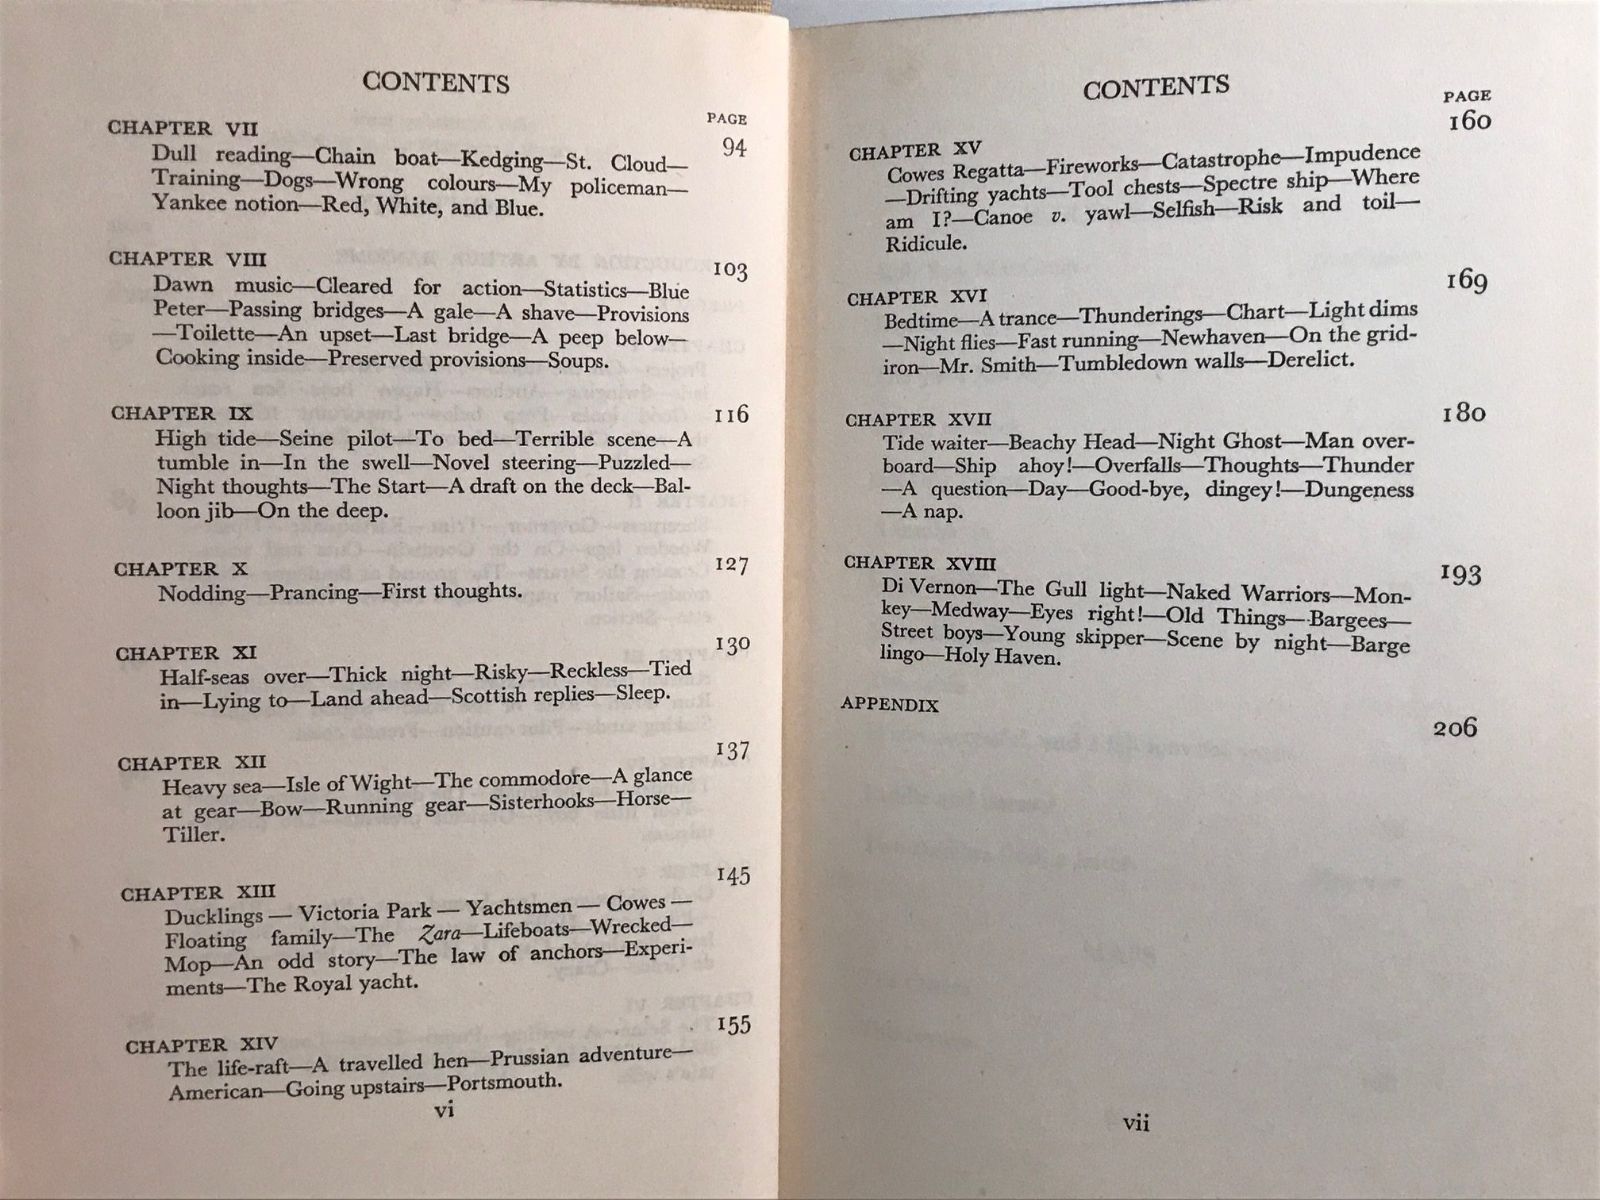 CONTENTS
PAGE
CHAPTER VII 94
Dull reading—Chain boat—Kedging—St. Cloud—
Training—Dogs—Wrong colours—My policeman—
Yankee notion—Red, White, and Blue.
CHAPTER VIII 103
Dawn music—Cleared for action—Statistics—Blue
Peter—Passing bridges—A gale—A shave—Provisions
—Toilette—An upset—Last bridge—A peep below—
Cooking inside—Preserved provisions—Soups.
CHAPTER IX 116
High tide—Seine pilot—To bed—Terrible scene—A
tumble in—In the swell—Novel steering—Puzzled—
Night thoughts—The Start—A draft on the deck—Bal-
loon jib—On the deep.
CHAPTER X 127
Nodding—Prancing—First thoughts.
CHAPTER XI 130
Half-seas over—Thick night—Risky—Reckless—Tied
in—Lying to—Land ahead—Scottish replies—Sleep.
CHAPTER XII 137
Heavy sea—Isle of Wight—The commodore—A glance
at gear—Bow—Running gear—Sisterhooks—Horse—
Tiller.
CHAPTER XIII 145
Ducklings — Victoria Park — Yachtsmen — Cowes —
Floating family—The Zara—Lifeboats—Wrecked—
Mop—An odd story—The law of anchors—Experi-
ments—The Royal yacht.
CHAPTER XIV 155
The life-raft—A travelled hen—Prussian adventure—
American—Going upstairs—Portsmouth.
vi
CONTENTS
PAGE
CHAPTER XV 160
Cowes Regatta—Fireworks—Catastrophe—Impudence
—Drifting yachts—Tool chests—Spectre ship—Where
am I?—Canoe v. yawl—Selfish—Risk and toil—
Ridicule.
CHAPTER XVI 169
Bedtime—A trance—Thunderings—Chart—Light dims
—Night flies—Fast running—Newhaven—On the grid-
iron—Mr. Smith—Tumbledown walls—Derelict.
CHAPTER XVII 180
Tide waiter—Beachy Head—Night Ghost—Man over-
board—Ship ahoy!—Overfalls—Thoughts—Thunder
—A question—Day—Good-bye, dingey!—Dungeness
—A nap.
CHAPTER XVIII 193
Di Vernon—The Gull light—Naked Warriors—Mon-
key—Medway—Eyes right!—Old Things—Bargees—
Street boys—Young skipper—Scene by night—Barge
lingo—Holy Haven.
APPENDIX 206
vii